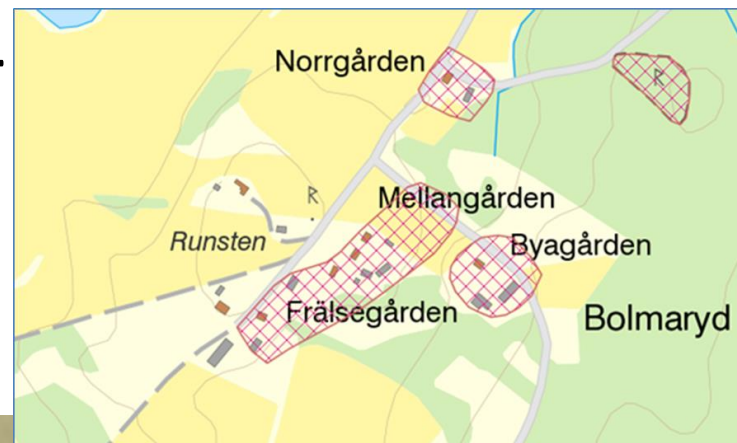 Norrgården
R
R
Mellangården
Runsten
Byagården
Frälsegården
Bolmaryd